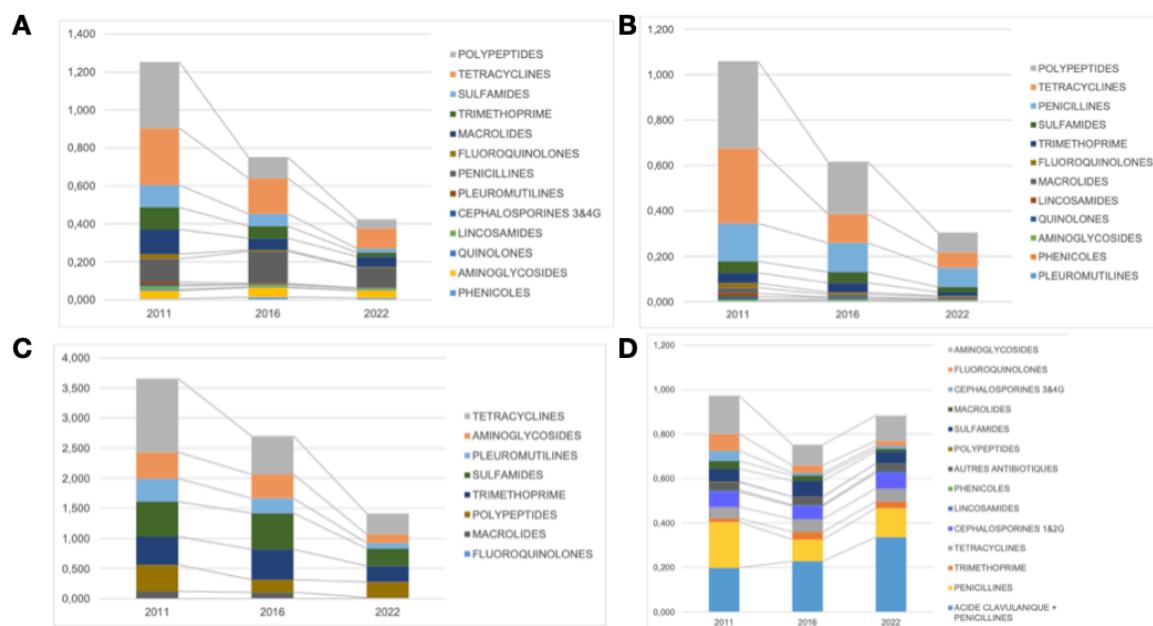 A
1,400
1,200
1,000
0,800
0,600
0,400
0,200
0,000
2011
2016
2022
POLYPEPTIDES
TETRACYCLINES
SULFAMIDES
TRIMETHOPRIME
MACROLIDES
FLUOROQUINOLONES
PENICILLINES
PLEUROMUTILINES
CEPHALOSPORINES 3&4G
LINCOSAMIDES
QUINOLONES
AMINOGLYCOSIDES
PHENICOLES
B
1,200
1,000
0,800
0,600
0,400
0,200
0,000
2011
2016
2022
POLYPEPTIDES
TETRACYCLINES
PENICILLINES
SULFAMIDES
TRIMETHOPRIME
FLUOROQUINOLONES
MACROLIDES
LINCOSAMIDES
QUINOLONES
AMINOGLYCOSIDES
PHENICOLES
PLEUROMUTILINES
C
4,000
3,500
3,000
2,500
2,000
1,500
1,000
0,500
0,000
2011
2016
2022
TETRACYCLINES
AMINOGLYCOSIDES
PLEUROMUTILINES
SULFAMIDES
TRIMETHOPRIME
POLYPEPTIDES
MACROLIDES
FLUOROQUINOLONES
D
1,200
1,000
0,800
0,600
0,400
0,200
0,000
2011
2016
2022
AMINOGLYCOSIDES
FLUOROQUINOLONES
CEPHALOSPORINES 3&4G
MACROLIDES
SULFAMIDES
POLYPEPTIDES
AUTRES ANTIBIOTIQUES
PHENICOLES
LINCOSAMIDES
CEPHALOSPORINES 1&2G
TETRACYCLINES
TRIMETHOPRIME
PENICILLINES
ACIDE CLAVULANIQUE +
PENICILLINES